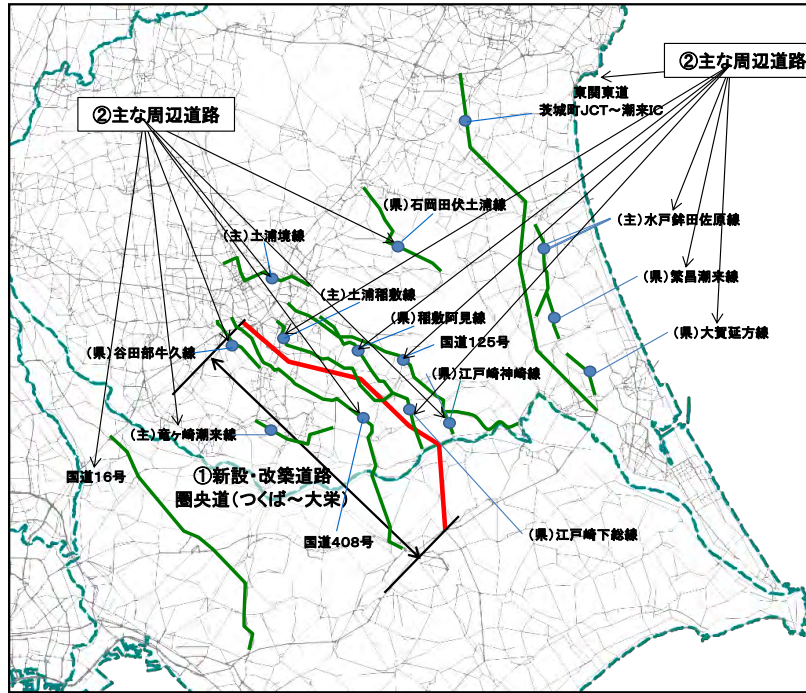 ②主な周辺道路
東関東道
茨城町JCT～潮来IC
②主な周辺道路
(県)石岡田伏土浦線
(主)水戸鉾田佐原線
(主)土浦境線
(県)繁昌潮来線
(主)土浦稲敷線
(県)稲敷阿見線
(県)大賀延方線
国道125号
(県)谷田部牛久線
(県)江戸崎神崎線
(主)竜ヶ崎潮来線
国道16号
①新設・改築道路
圏央道(つくば～大栄)
国道408号
(県)江戸崎下総線